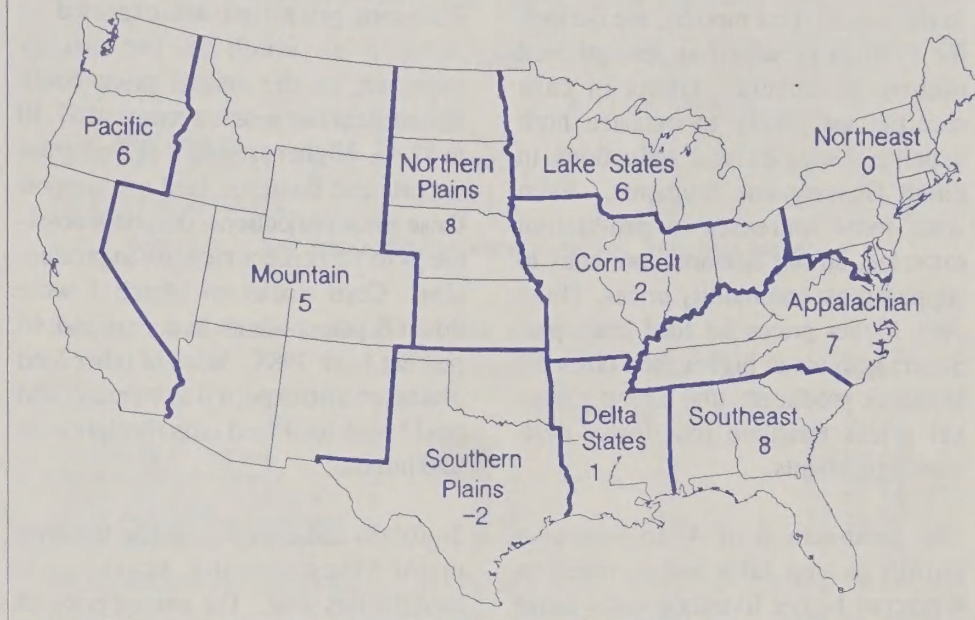 Pacific
6
Mountain
5
Northern
Plains
8
Southern
Plains
-2
Lake States
6
Corn Belt
2
Delta
States
1
Northeast
0
Appalachian
7
Southeast
8